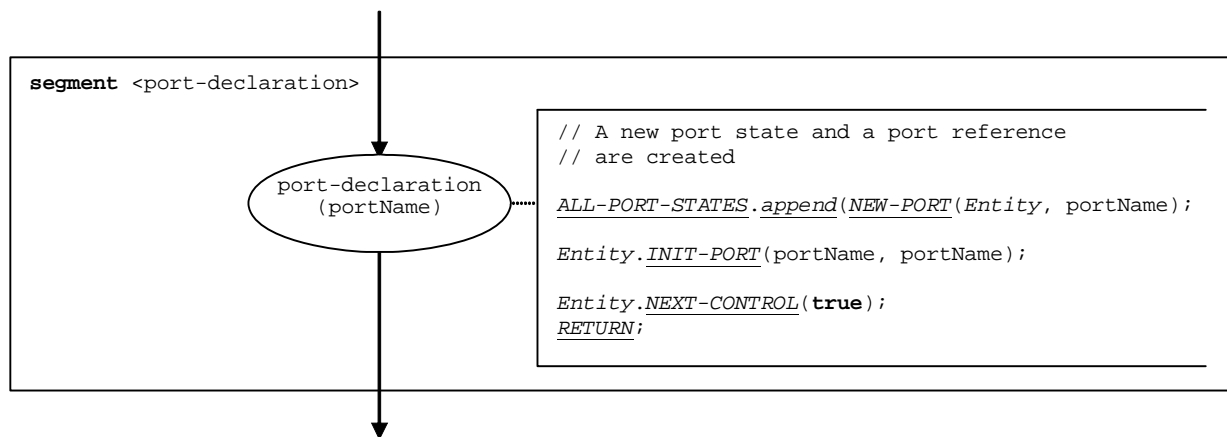 segment <port-declaration>
port-declaration
(portName)
// A new port state and a port reference
// are created
ALL-PORT-STATES.append(NEW-PORT(Entity, portName);
Entity.INIT-PORT(portName, portName);
Entity.NEXT-CONTROL(true);
RETURN;